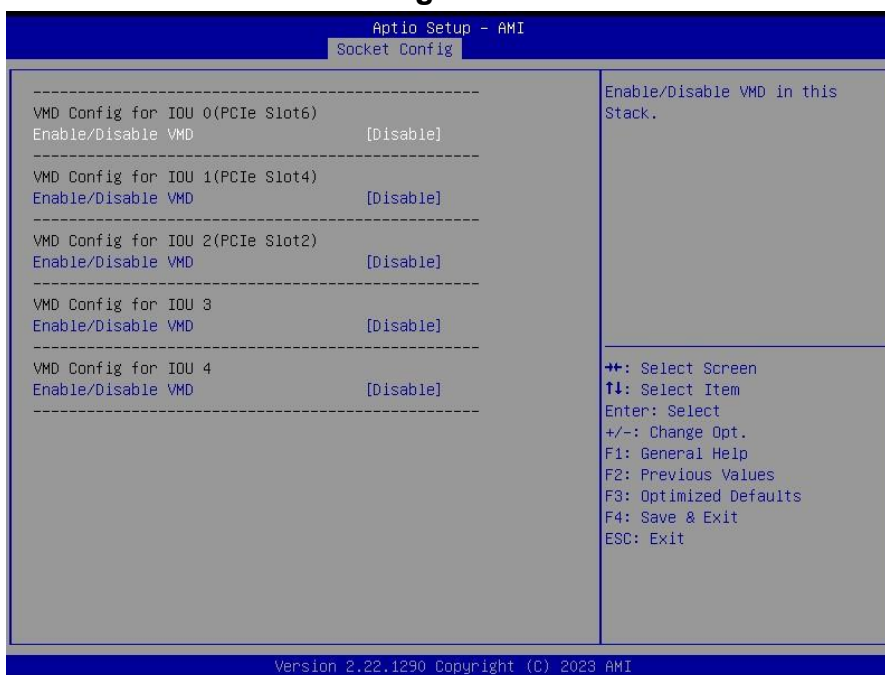 Aptio Setup - AMI
Socket Config
--------------------------------------------------
VMD Config for IOU 0(PCIe Slot6)
Enable/Disable VMD [Disable]
--------------------------------------------------
VMD Config for IOU 1(PCIe Slot4)
Enable/Disable VMD [Disable]
--------------------------------------------------
VMD Config for IOU 2(PCIe Slot2)
Enable/Disable VMD [Disable]
--------------------------------------------------
VMD Config for IOU 3
Enable/Disable VMD [Disable]
--------------------------------------------------
VMD Config for IOU 4
Enable/Disable VMD [Disable]
--------------------------------------------------
Enable/Disable VMD in this
Stack.
→←: Select Screen
↑↓: Select Item
Enter: Select
+/-: Change Opt.
F1: General Help
F2: Previous Values
F3: Optimized Defaults
F4: Save & Exit
ESC: Exit
Version 2.22.1290 Copyright (C) 2023 AMI